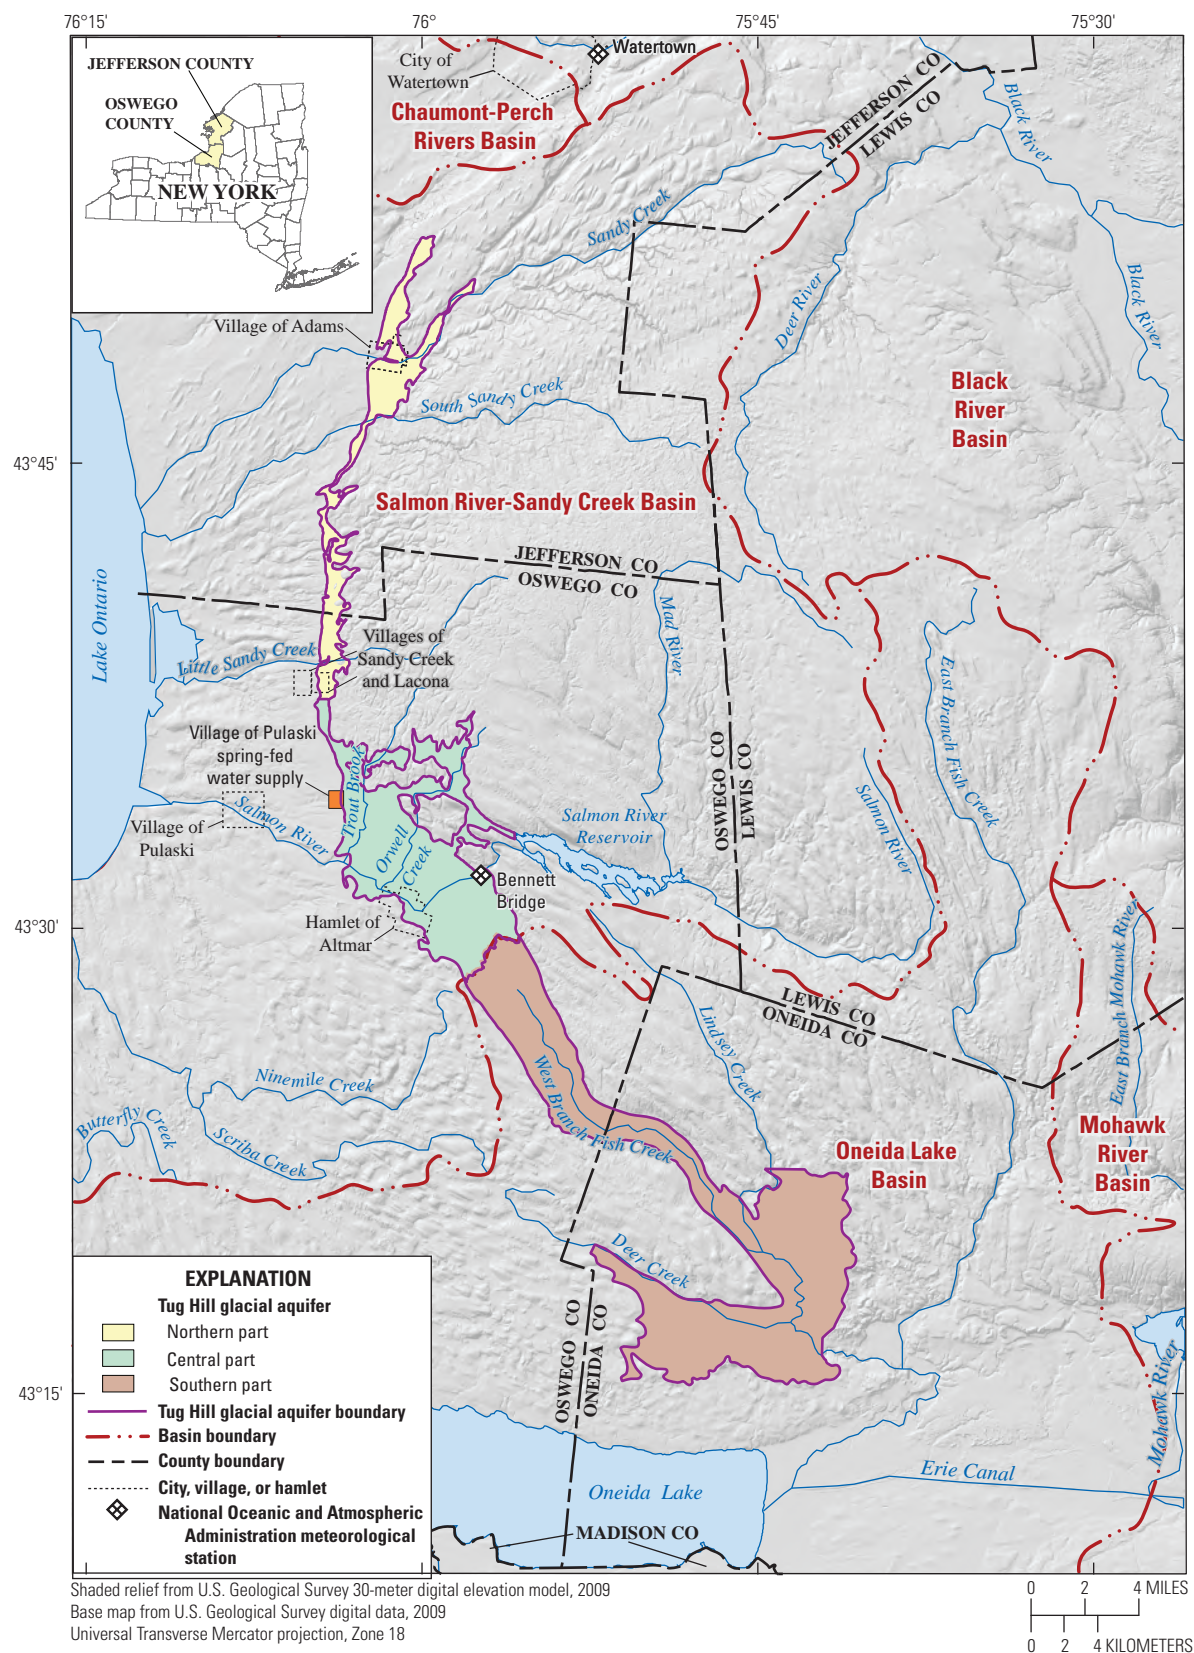 76°15'
76°
75°45'
75°30'
JEFFERSON COUNTY
OSWEGO
COUNTY
NEW YORK
City of
Watertown
Watertown
Chaumont-Perch
Rivers Basin
JEFFERSON CO
LEWIS CO
Black River
Sandy Creek
Deer River
Black River
Village of Adams
South Sandy Creek
Black
River
Basin
43°45'
Salmon River-Sandy Creek Basin
JEFFERSON CO
OSWEGO CO
Lake Ontario
Mad River
Little Sandy Creek
Villages of
Sandy Creek
and Lacona
East Branch Fish Creek
Village of Pulaski
spring-fed
water supply
Trout Brook
OSWEGO CO
LEWIS CO
Salmon River
Village of
Pulaski
Salmon River
Orwell
Creek
Salmon River
Reservoir
Bennett
Bridge
Hamlet of
Altmar
43°30'
East Branch Mohawk River
LEWIS CO
ONEIDA CO
Lindsey Creek
Ninemile Creek
West Branch Fish Creek
Butterfly Creek
Scriba Creek
Oneida Lake
Basin
Mohawk
River
Basin
Deer Creek
OSWEGO CO
ONEIDA CO
Mohawk River
43°15'
Erie Canal
Oneida Lake
MADISON CO
EXPLANATION
Tug Hill glacial aquifer
Northern part
Central part
Southern part
Tug Hill glacial aquifer boundary
Basin boundary
County boundary
City, village, or hamlet
National Oceanic and Atmospheric
Administration meteorological
station
Shaded relief from U.S. Geological Survey 30-meter digital elevation model, 2009
Base map from U.S. Geological Survey digital data, 2009
Universal Transverse Mercator projection, Zone 18
0 2 4 MILES
0 2 4 KILOMETERS